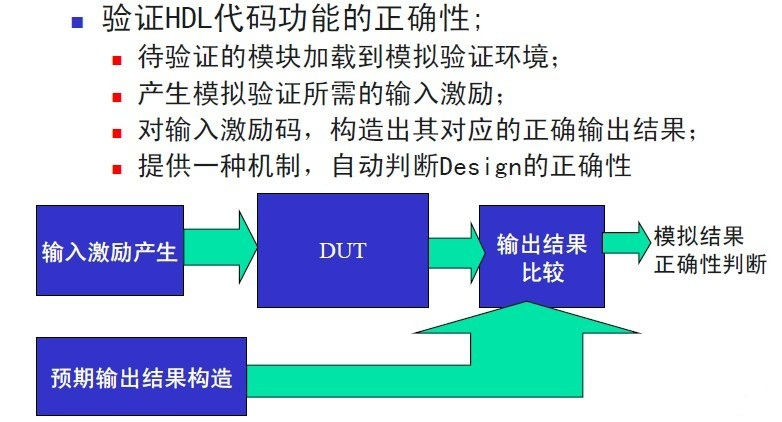 验证HDL代码功能的正确性;
待验证的模块加载到模拟验证环境;
产生模拟验证所需的输入激励;
对输入激励码，构造出其对应的正确输出结果;
提供一种机制，自动判断Design的正确性
输入激励产生
DUT
输出结果
比较
模拟结果
正确性判断
预期输出结果构造